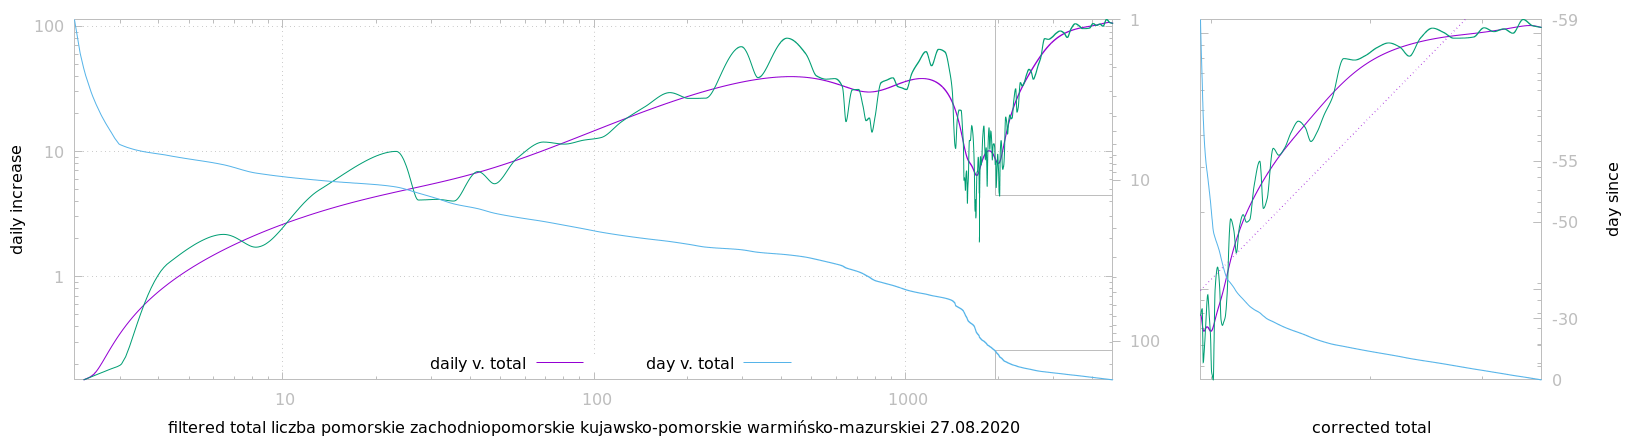 100
10
1
daily increase
daily v. total
day v. total
10
100
1000
1
10
100
filtered total liczba pomorskie zachodniopomorskie kujawsko-pomorskie warmińsko-mazurskiei 27.08.2020
-59
-55
-50
-30
0
day since
corrected total